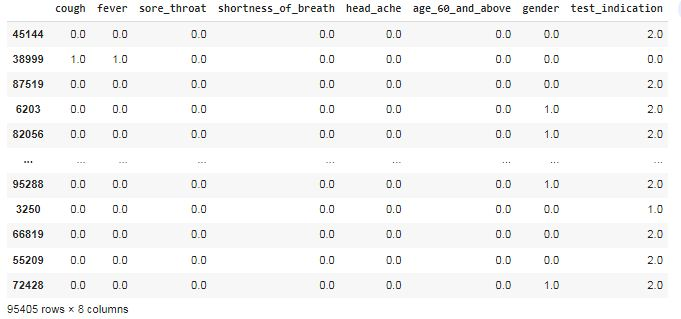 cough fever sore_throat shortness_of_breath head_ache age_60_and_above gender test_indication
45144 0.0 0.0 0.0 0.0 0.0 0.0 0.0 2.0
38999 1.0 1.0 0.0 0.0 0.0 0.0 0.0 0.0
87519 0.0 0.0 0.0 0.0 0.0 0.0 0.0 0.0
6203 0.0 0.0 0.0 0.0 0.0 0.0 1.0 2.0
82056 0.0 0.0 0.0 0.0 0.0 0.0 1.0 2.0
... ... ... ... ... ... ... ... ...
95288 0.0 0.0 0.0 0.0 0.0 0.0 1.0 2.0
3250 0.0 0.0 0.0 0.0 0.0 0.0 0.0 1.0
66819 0.0 0.0 0.0 0.0 0.0 0.0 0.0 2.0
55209 0.0 0.0 0.0 0.0 0.0 0.0 0.0 2.0
72428 0.0 0.0 0.0 0.0 0.0 0.0 1.0 2.0
95405 rows × 8 columns